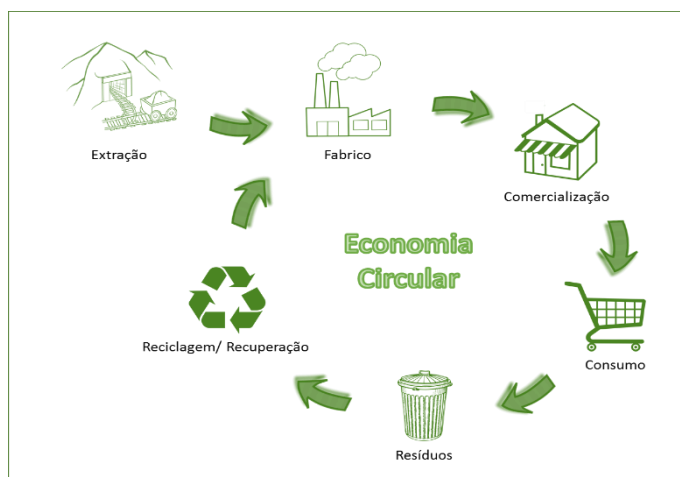 Extração
Fabrico
Comercialização
Economia
Circular
Reciclagem/ Recuperação
Consumo
Resíduos